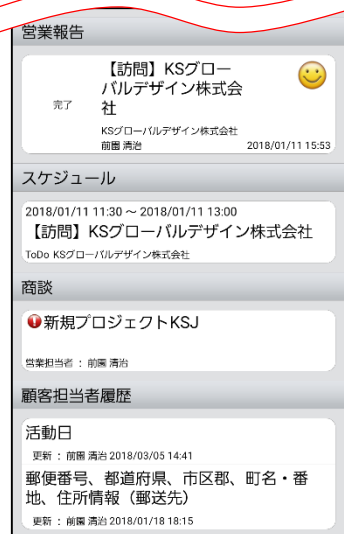 営業報告
【訪問】KSグロー
バルデザイン株式会
社
完了
KSグローバルデザイン株式会社
前園 清治 2018/01/11 15:53
スケジュール
2018/01/11 11:30 ~ 2018/01/11 13:00
【訪問】KSグローバルデザイン株式会社
ToDo KSグローバルデザイン株式会社
商談
新規プロジェクトKSJ
営業担当者 : 前園 清治
顧客担当者履歴
活動日
更新 : 前園 清治 2018/03/05 14:41
郵便番号、都道府県、市区郡、町名・番
地、住所情報（郵送先）
更新 : 前園 清治 2018/01/18 18:15